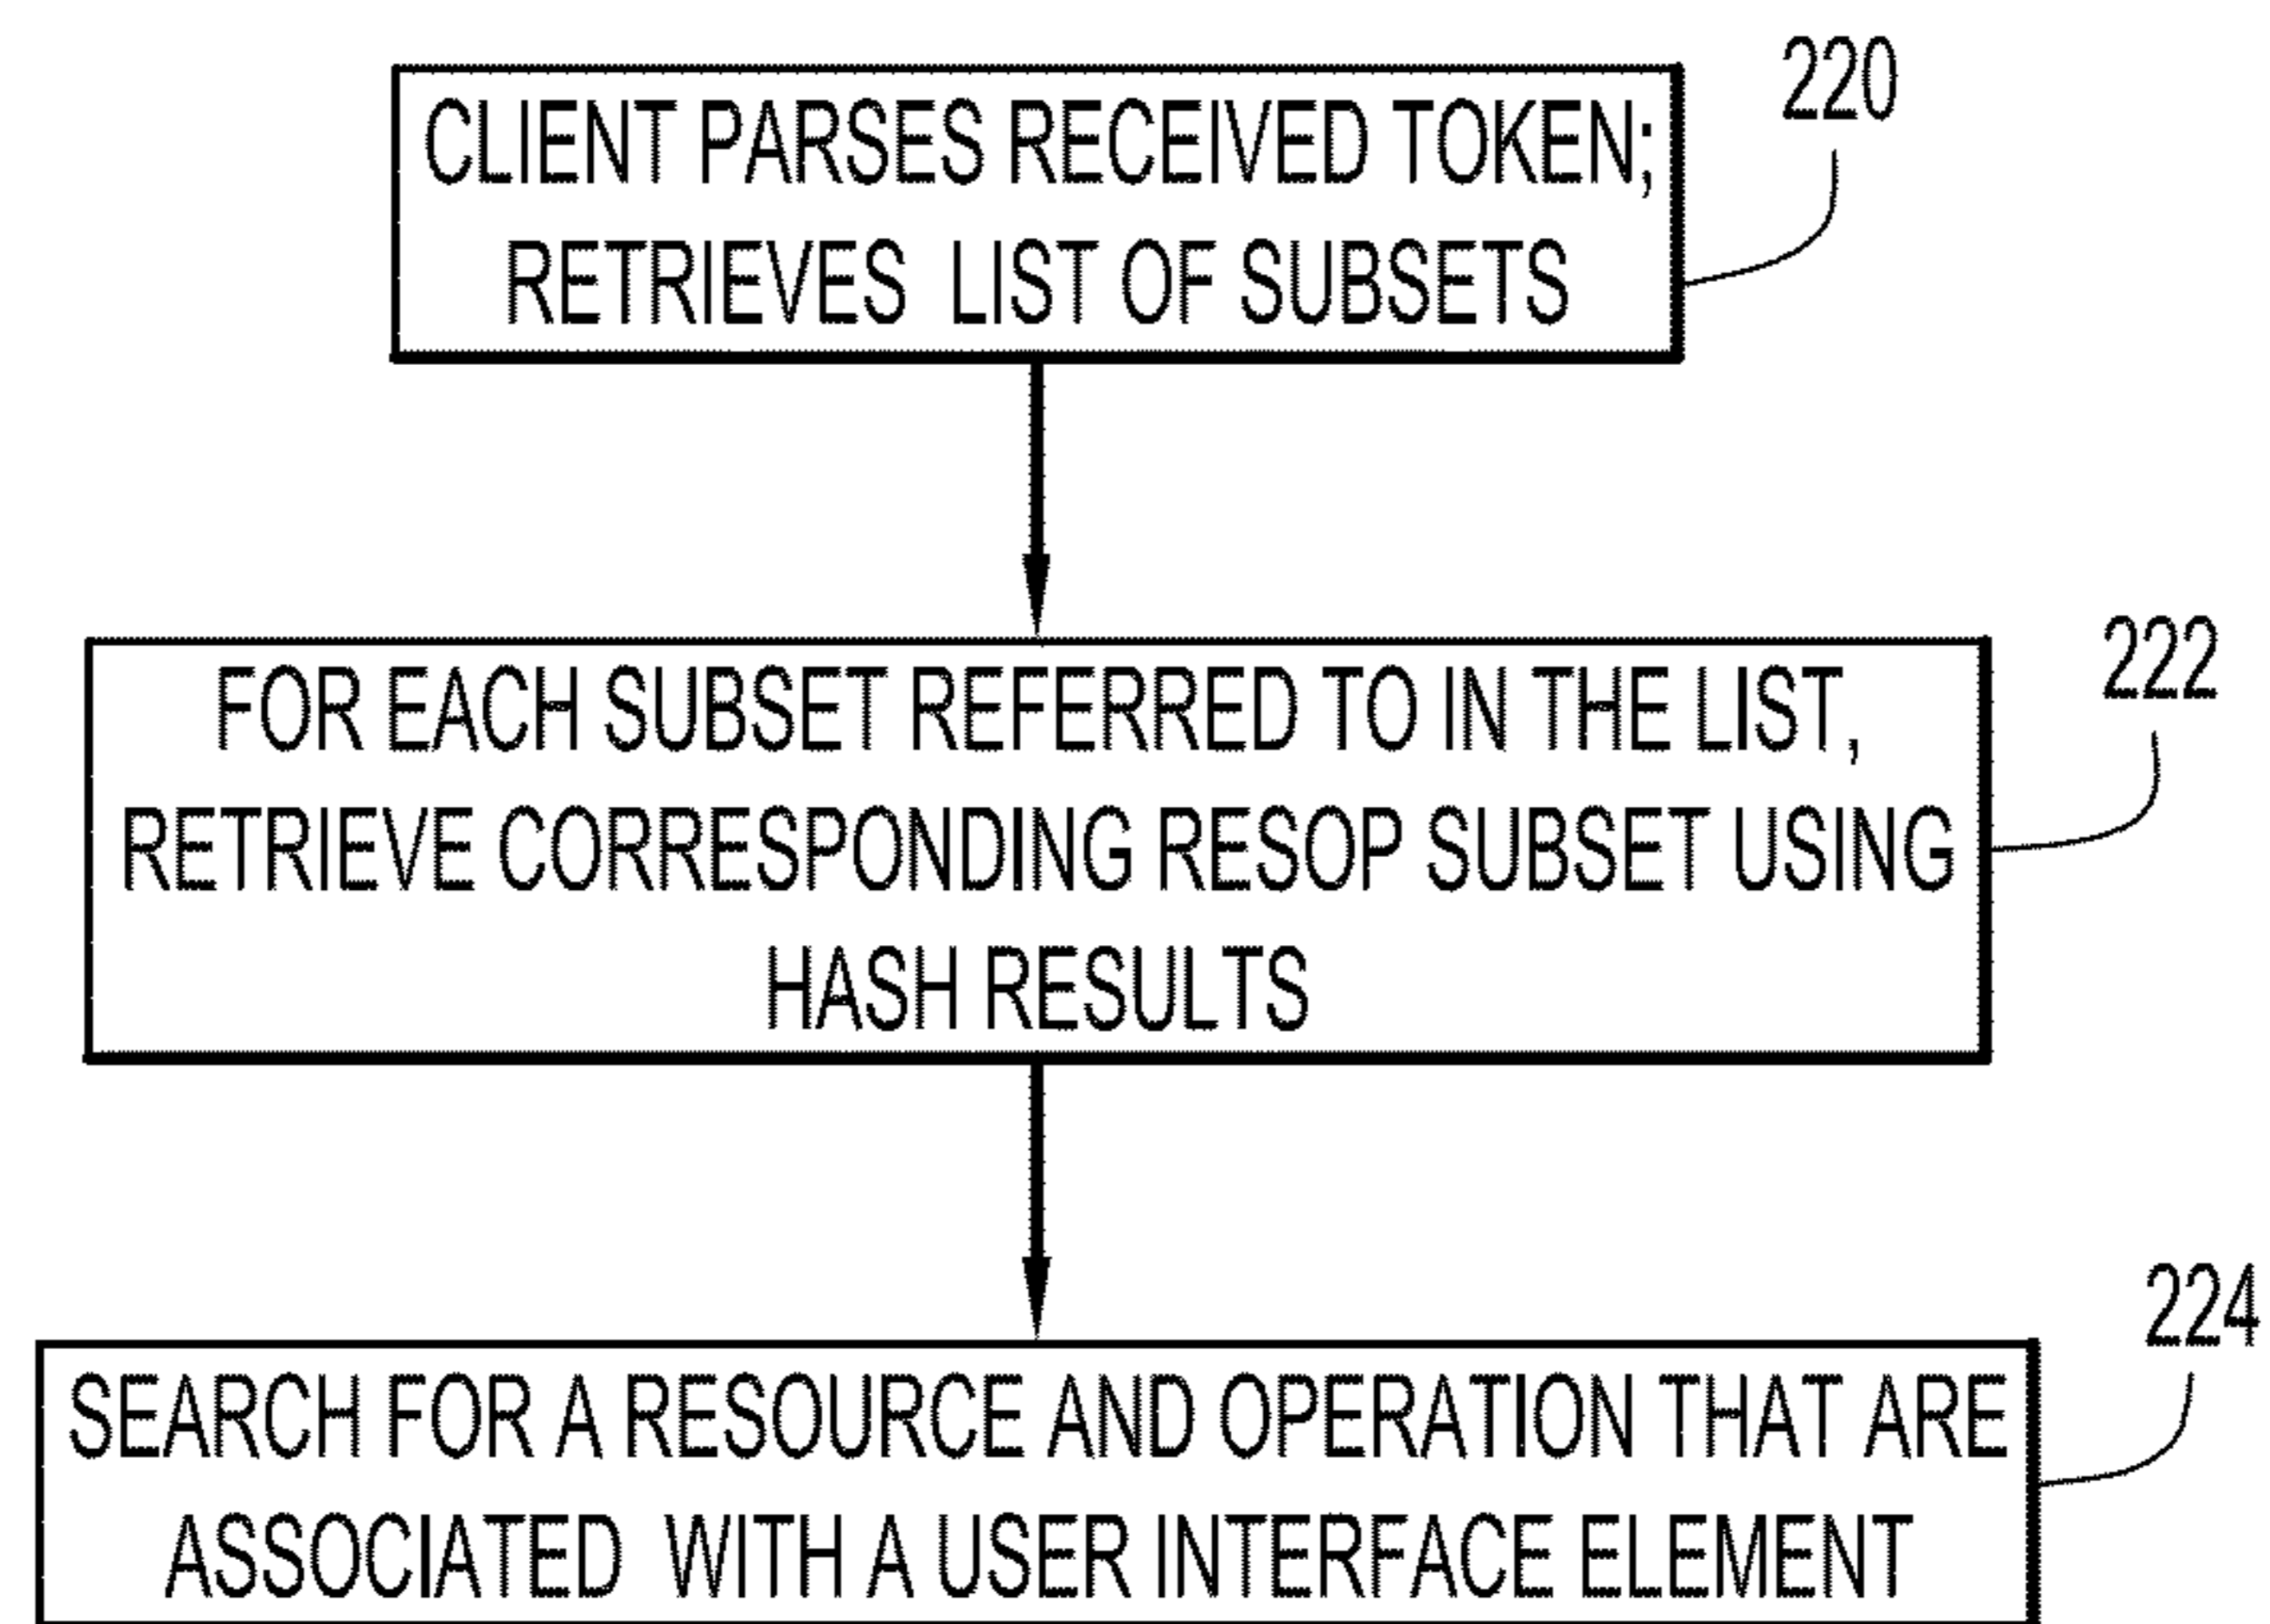 220
CLIENT PARSES RECEIVED TOKEN;
RETRIEVES LIST OF SUBSETS
222
FOR EACH SUBSET REFERRED TO IN THE LIST,
RETRIEVE CORRESPONDING RESOP SUBSET USING
HASH RESULTS
224
SEARCH FOR A RESOURCE AND OPERATION THAT ARE
ASSOCIATED WITH A USER INTERFACE ELEMENT